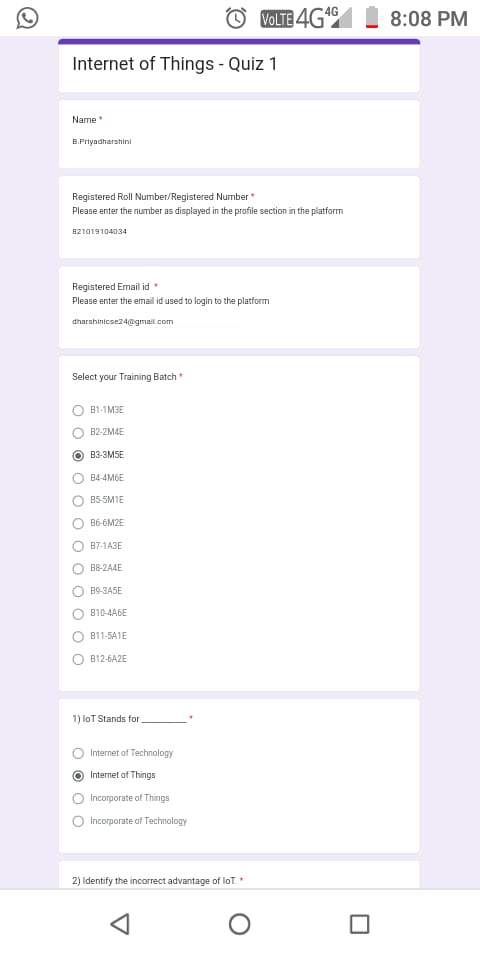 VoLTE 4G 4G 8:08 PM
Internet of Things - Quiz 1
Name *
B.Priyadharshini
Registered Roll Number/Registered Number *
Please enter the number as displayed in the profile section in the platform
821019104034
Registered Email id *
Please enter the email id used to login to the platform
dharshinicse24@gmail.com
Select your Training Batch *
B1-1M3E
B2-2M4E
B3-3M5E
B4-4M6E
B5-5M1E
B6-6M2E
B7-1A3E
B8-2A4E
B9-3A5E
B10-4A6E
B11-5A1E
B12-6A2E
1) IoT Stands for _________ *
Internet of Technology
Internet of Things
Incorporate of Things
Incorporate of Technology
2) Identify the incorrect advantage of IoT. *